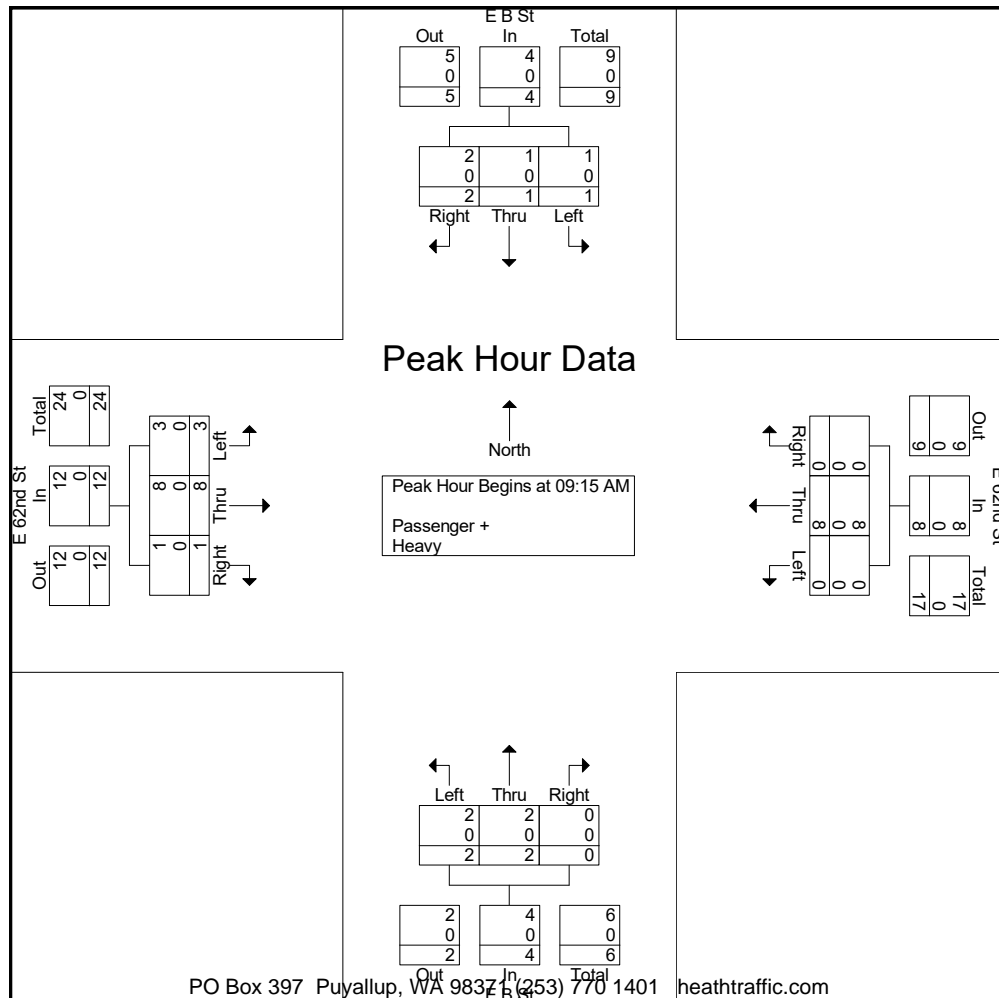 E B St
Out In Total
5 4 9
0 0 0
5 4 9
2 1 1
0 0 0
2 1 1
Right Thru Left
Peak Hour Data
North
Peak Hour Begins at 09:15 AM
Passenger +
Heavy
E 62nd St
Total
24 0 24
In
12 0 12
Out
12 0 12
Left
3 0 3
Thru
8 0 8
Right
1 0 1
Right
0 0 0
Thru
8 0 8
Left
0 0 0
Out
9 0 9
In
8 0 8
Total
17 0 17
E 62nd St
Left Thru Right
2 2 0
0 0 0
2 2 0
2 4 6
0 0 0
2 4 6
Out In Total
E B St
PO Box 397 Puyallup, WA 98371 (253) 770 1401 heathtraffic.com